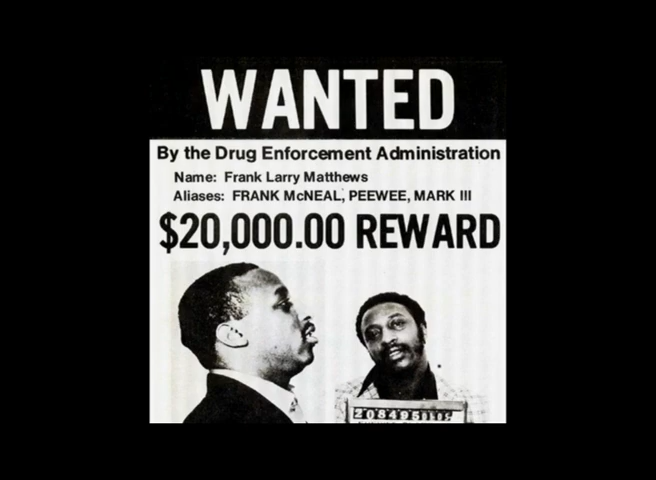 WANTED
By the Drug Enforcement Administration
Name: Frank Larry Matthews
Aliases: FRANK McNEAL, PEEWEE, MARK III
$20,000.00 REWARD